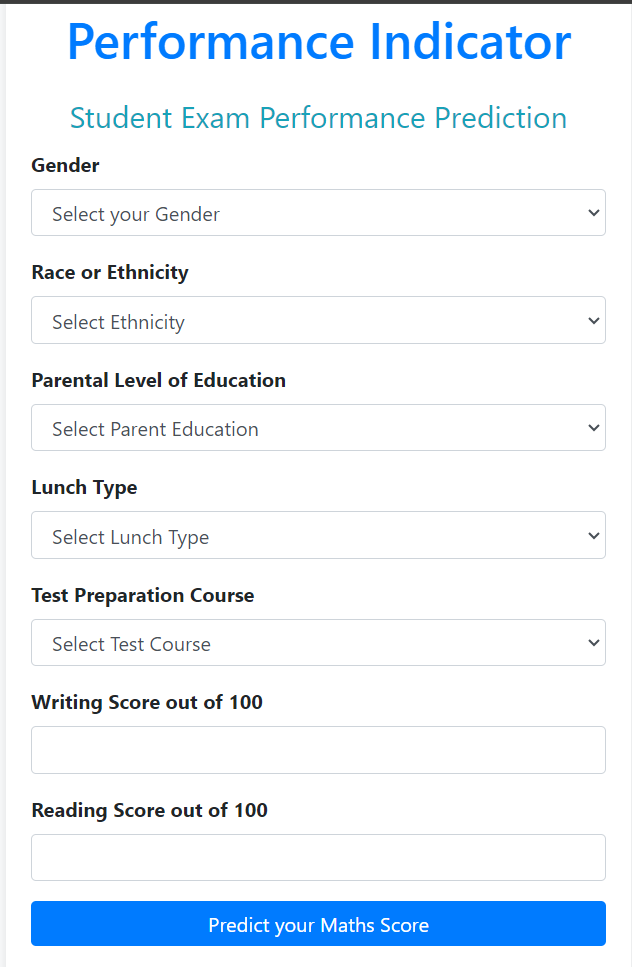 Performance Indicator
Student Exam Performance Prediction
Gender
Select your Gender
Race or Ethnicity
Select Ethnicity
Parental Level of Education
Select Parent Education
Lunch Type
Select Lunch Type
Test Preparation Course
Select Test Course
Writing Score out of 100
Reading Score out of 100
Predict your Maths Score